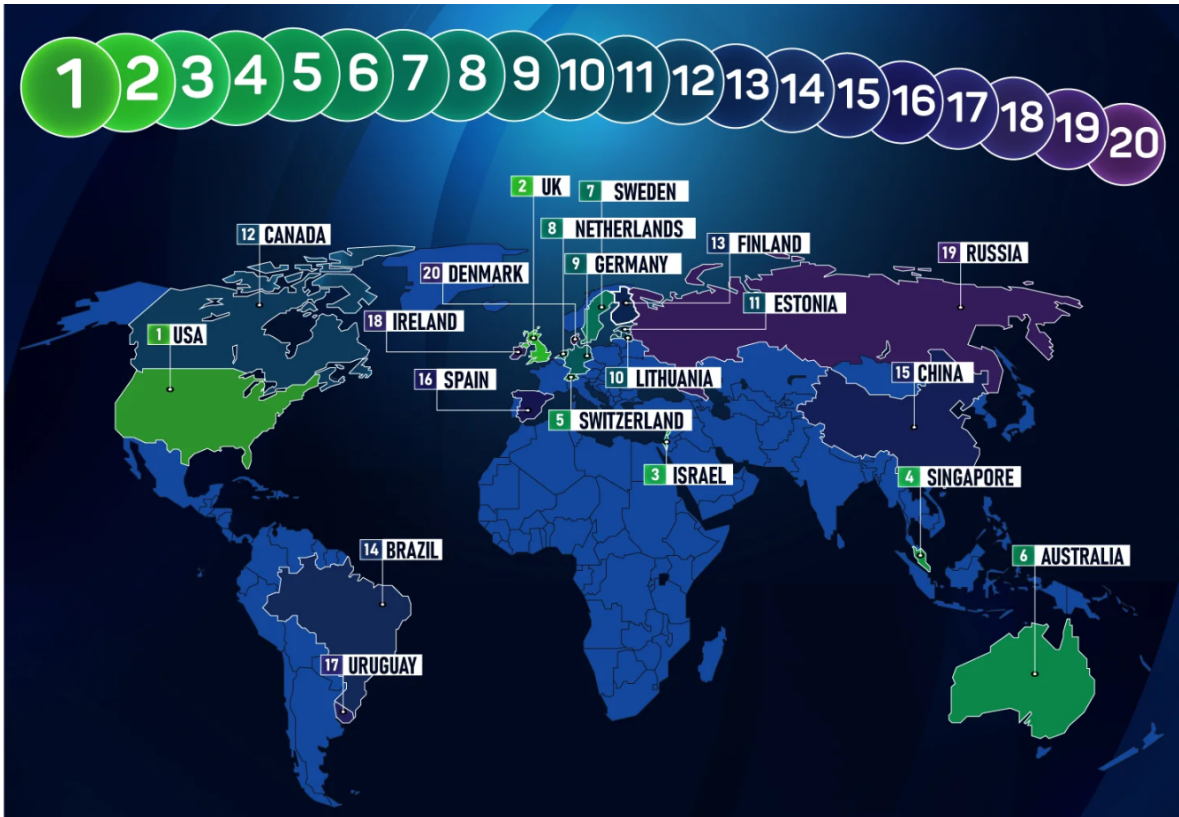 1 2 3 4 5 6 7 8 9 10 11 12 13 14 15 16 17 18 19 20
2 UK
7 SWEDEN
8 NETHERLANDS
12 CANADA
13 FINLAND
19 RUSSIA
9 GERMANY
20 DENMARK
11 ESTONIA
18 IRELAND
1 USA
15 CHINA
16 SPAIN
10 LITHUANIA
5 SWITZERLAND
3 ISRAEL
4 SINGAPORE
14 BRAZIL
6 AUSTRALIA
17 URUGUAY